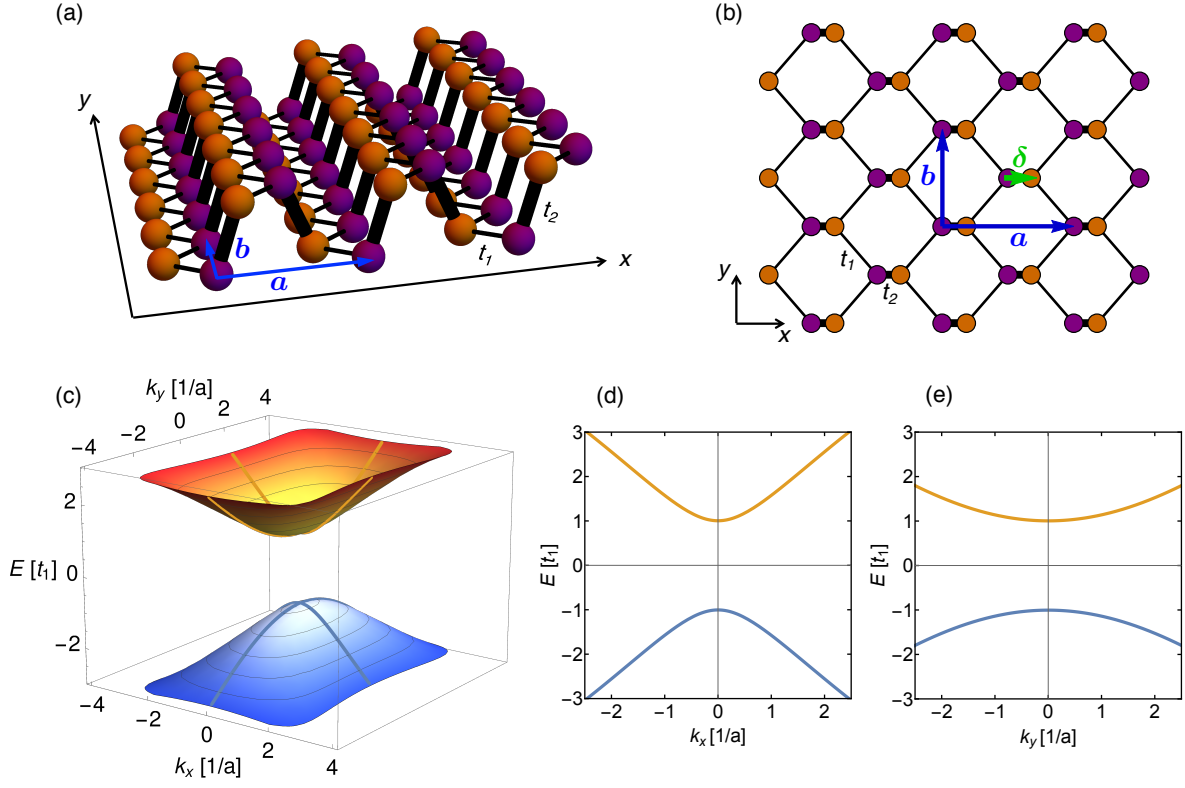 (a)
y
b
a
t1
t2
x
(b)
δ
b
a
t1
t2
y
x
(c)
ky [1/a]
−4
−2
0
2
4
2
0
−2
E [t1]
−4
−2
0
2
4
kx [1/a]
(d)
3
2
1
0
−1
−2
−3
E [t1]
−2 −1 0 1 2
kx [1/a]
(e)
3
2
1
0
−1
−2
−3
E [t1]
−2 −1 0 1 2
ky [1/a]